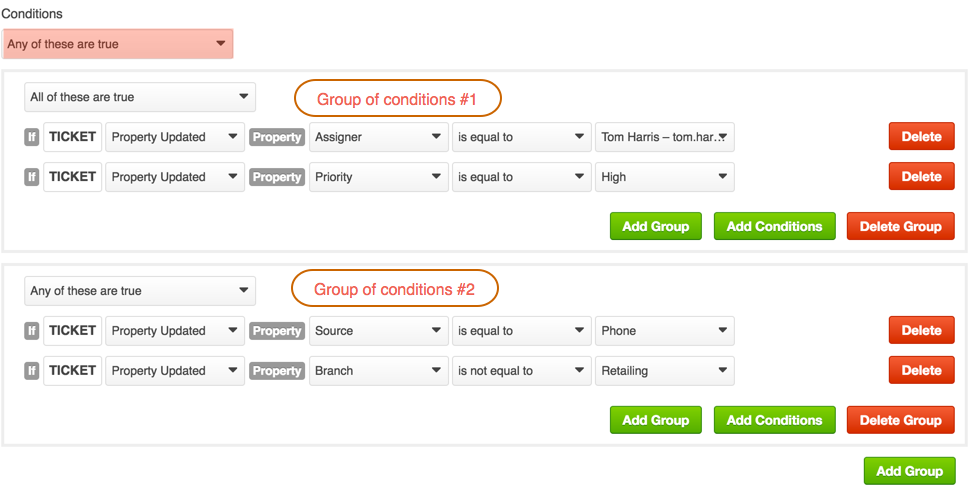 Conditions
Any of these are true
All of these are true Group of conditions #1
If TICKET Property Updated Property Assigner is equal to Tom Harris – tom.har... Delete
If TICKET Property Updated Property Priority is equal to High Delete
Add Group Add Conditions Delete Group
Any of these are true Group of conditions #2
If TICKET Property Updated Property Source is equal to Phone Delete
If TICKET Property Updated Property Branch is not equal to Retailing Delete
Add Group Add Conditions Delete Group
Add Group